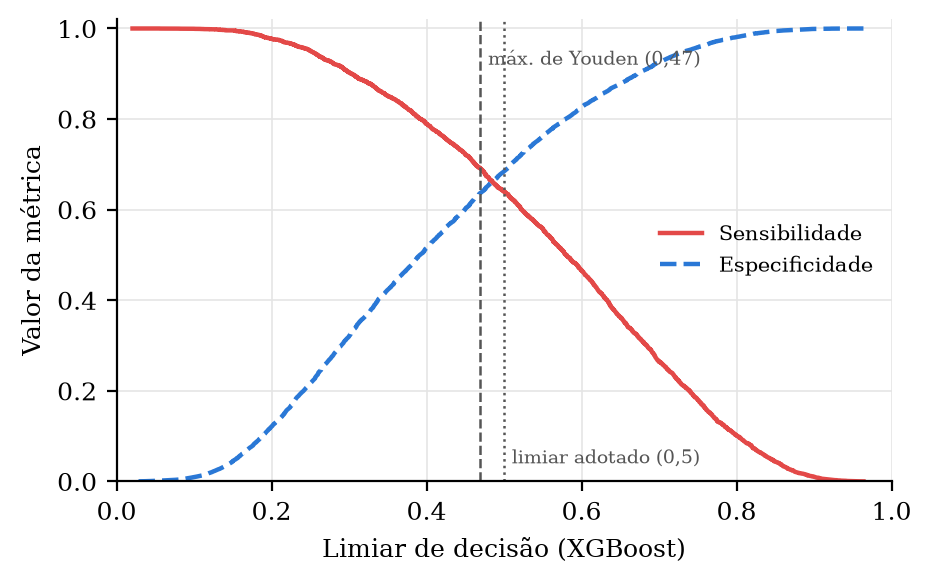 1.0
0.8
0.6
0.4
0.2
0.0
Valor da métrica
máx. de Youden (0,47)
Sensibilidade
Especificidade
limiar adotado (0,5)
0.0 0.2 0.4 0.6 0.8 1.0
Limiar de decisão (XGBoost)